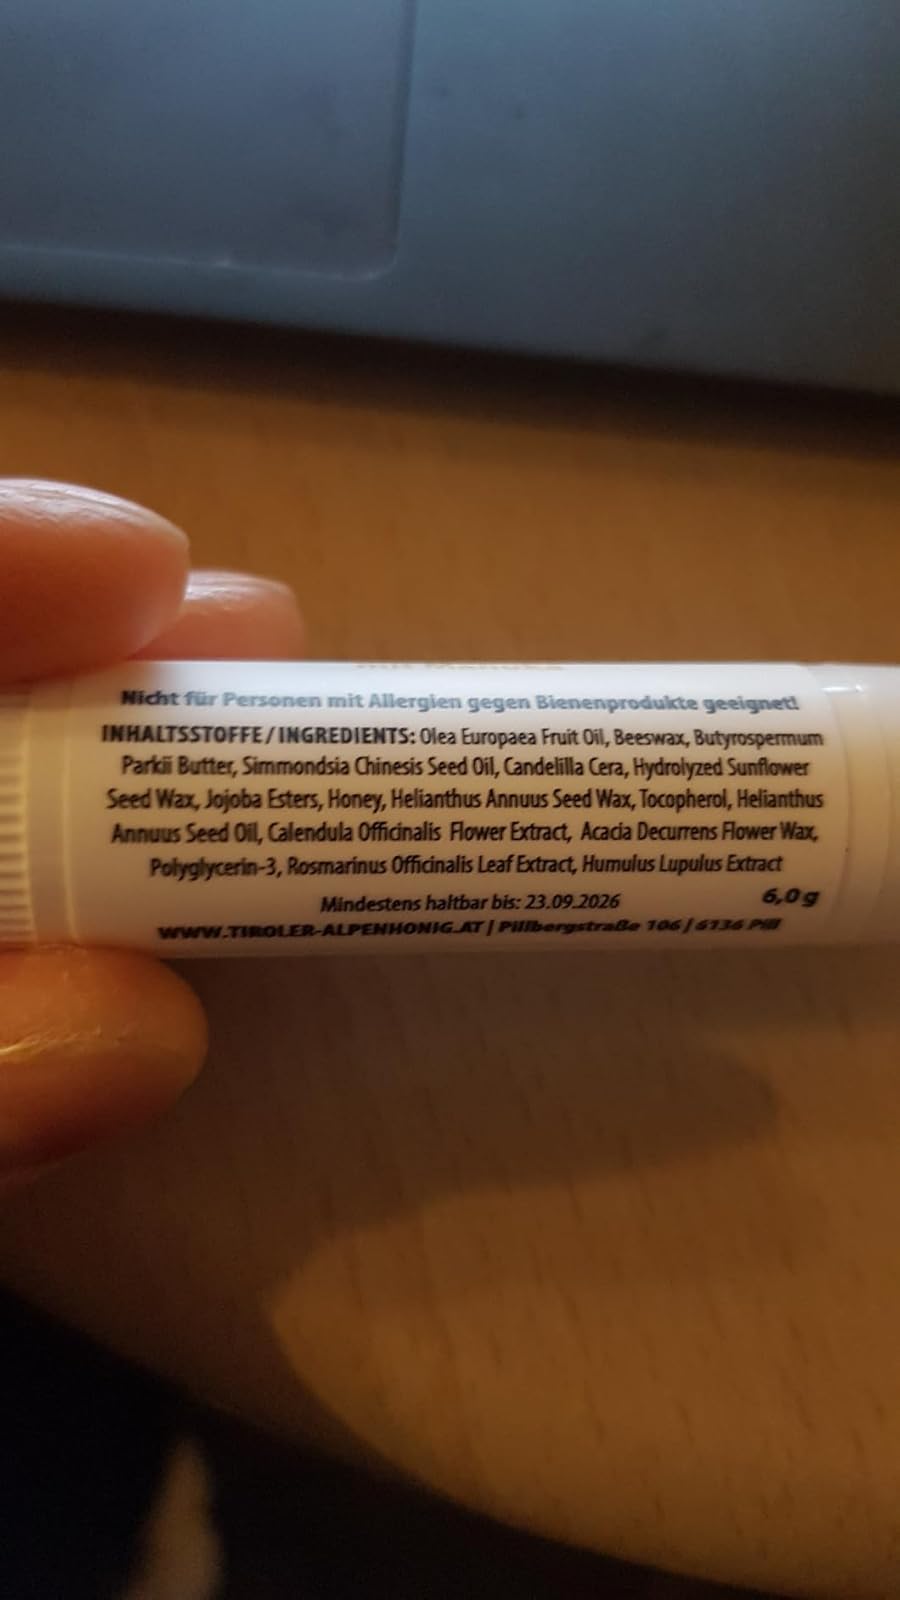 Nicht für Personen mit Allergien gegen Bienenprodukte geeignet!
INHALTSSTOFFE/INGREDIENTS: Olea Europaea Fruit Oil, Beeswax, Butyrospermum
Parkii Butter, Simmondsia Chinesis Seed Oil, Candelilla Cera, Hydrolyzed Sunflower
Seed Wax, Jojoba Esters, Honey, Helianthus Annuus Seed Wax, Tocopherol, Helianthus
Annuus Seed Oil, Calendula Officinalis Flower Extract, Acacia Decurrens Flower Wax,
Polyglycerin-3, Rosmarinus Officinalis Leaf Extract, Humulus Lupulus Extract
Mindestens haltbar bis: 23.09.2026 6,0 g
WWW.TIROLER-ALPENHONIG.AT | Pillbergstraße 106 | 6136 Pill